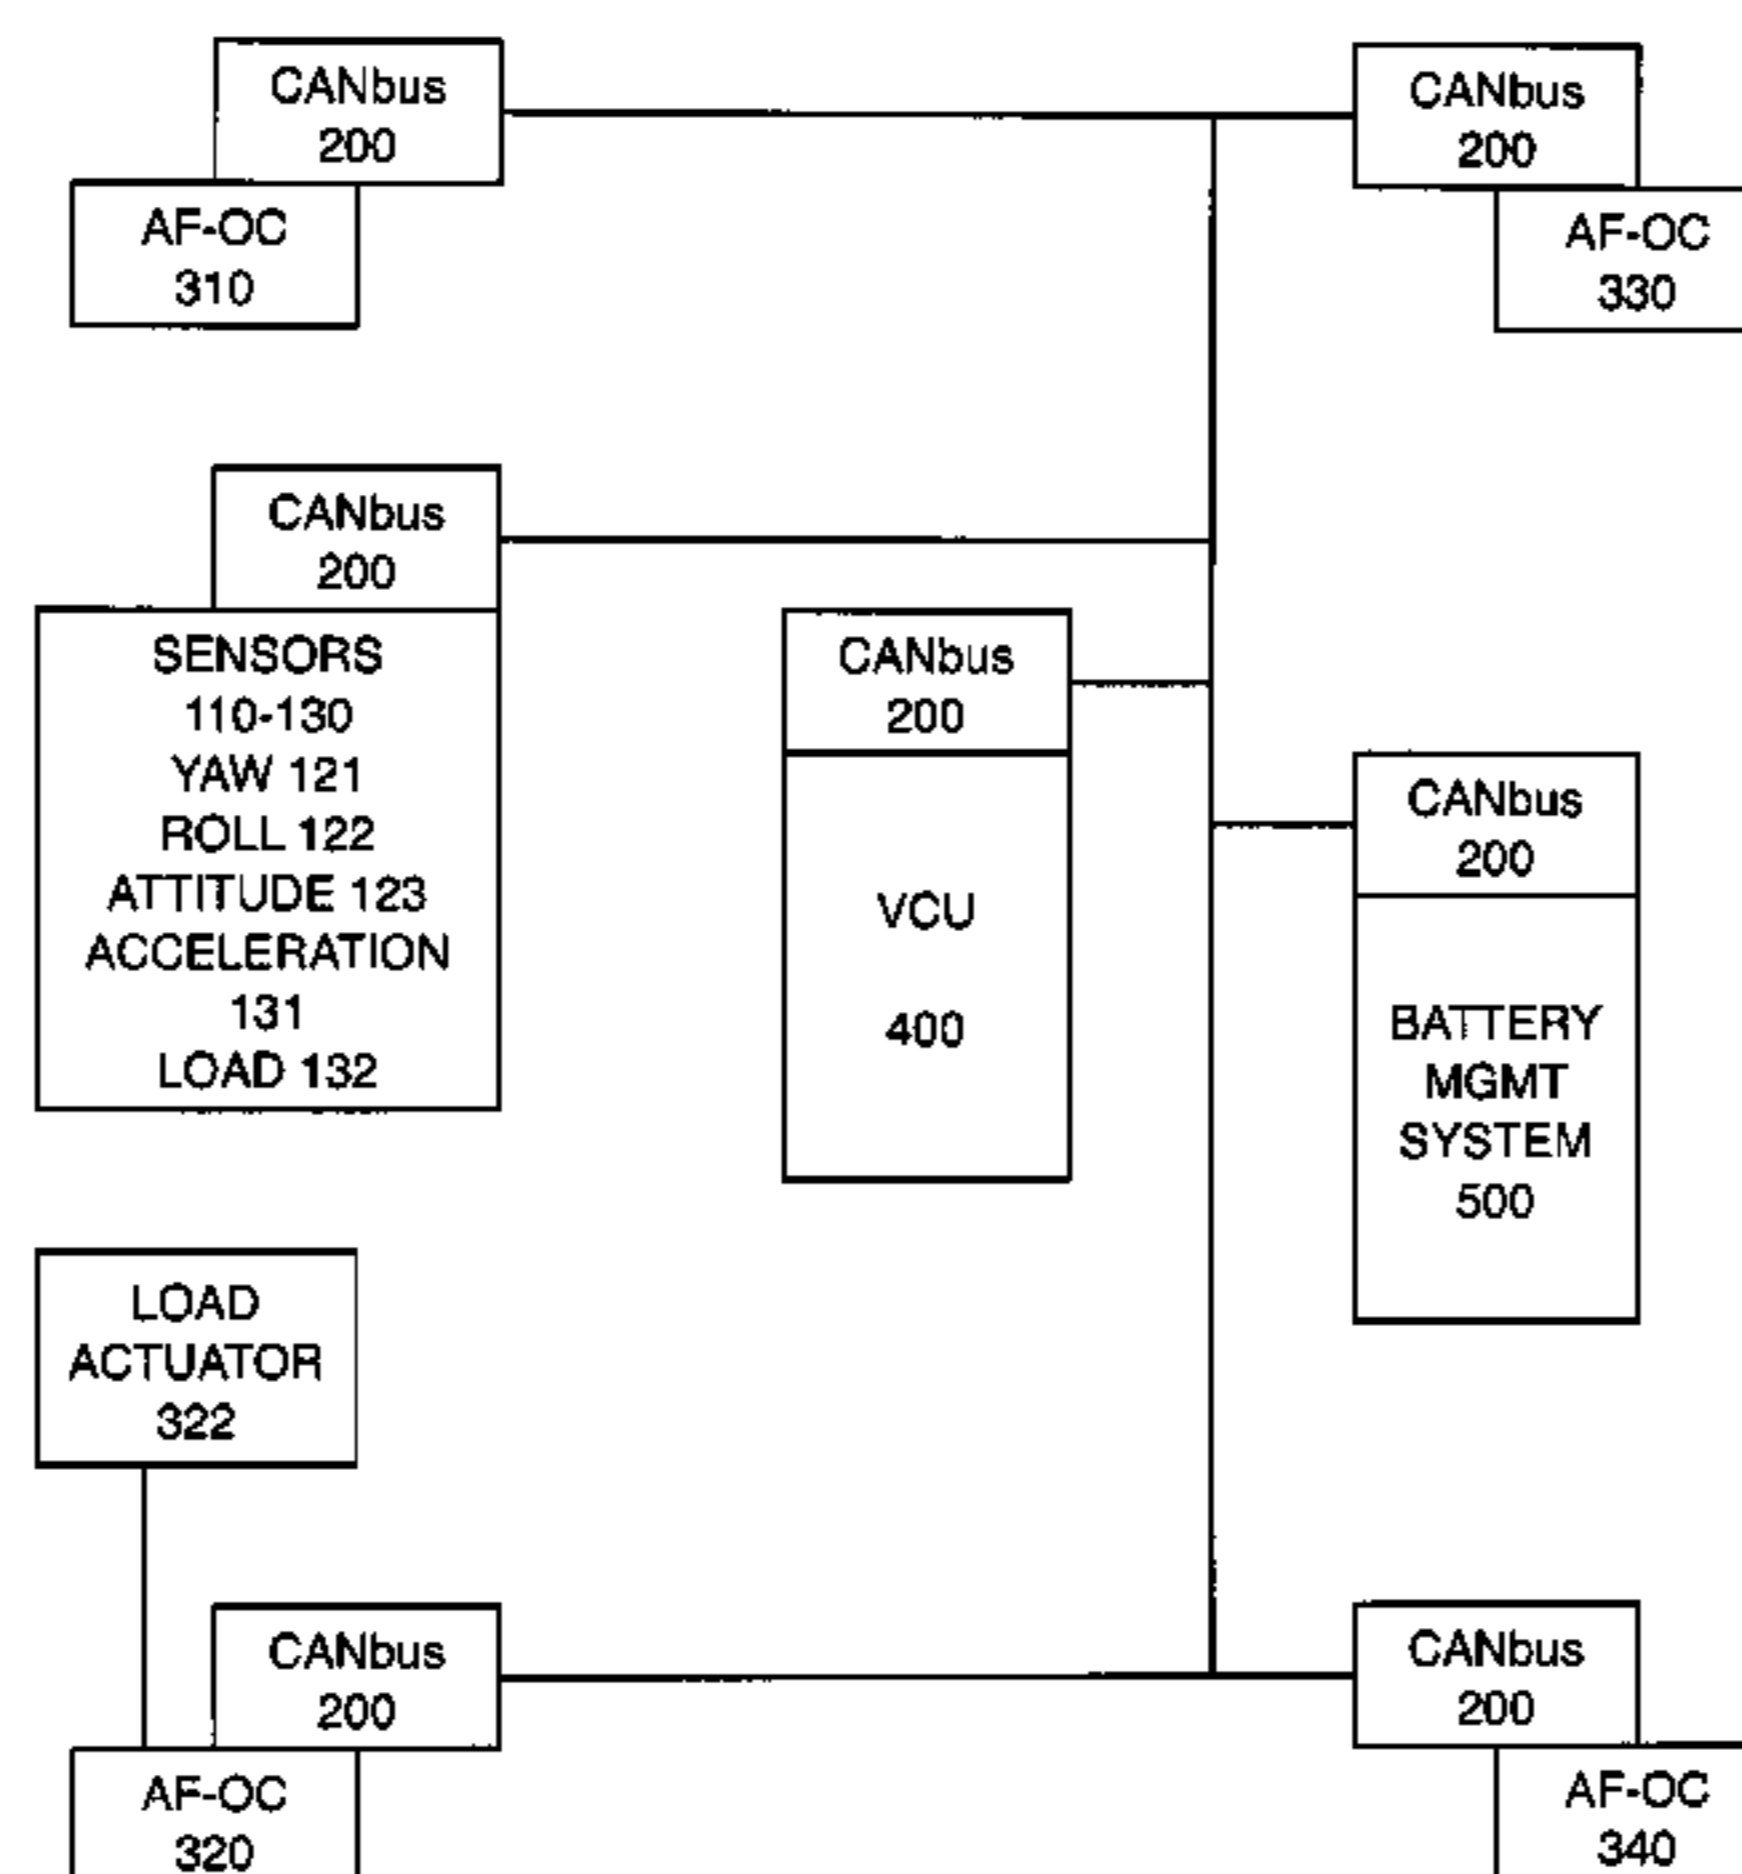 CANbus
200
AF-OC
310
CANbus
200
AF-OC
330
CANbus
200
SENSORS
110-130
YAW 121
ROLL 122
ATTITUDE 123
ACCELERATION
131
LOAD 132
CANbus
200
VCU
400
CANbus
200
BATTERY
MGMT
SYSTEM
500
LOAD
ACTUATOR
322
CANbus
200
AF-OC
320
CANbus
200
AF-OC
340